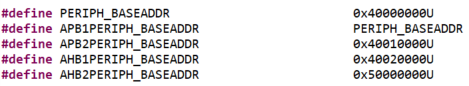 #define PERIPH_BASEADDR 0x40000000U
#define APB1PERIPH_BASEADDR PERIPH_BASEADDR
#define APB2PERIPH_BASEADDR 0x40010000U
#define AHB1PERIPH_BASEADDR 0x40020000U
#define AHB2PERIPH_BASEADDR 0x50000000U